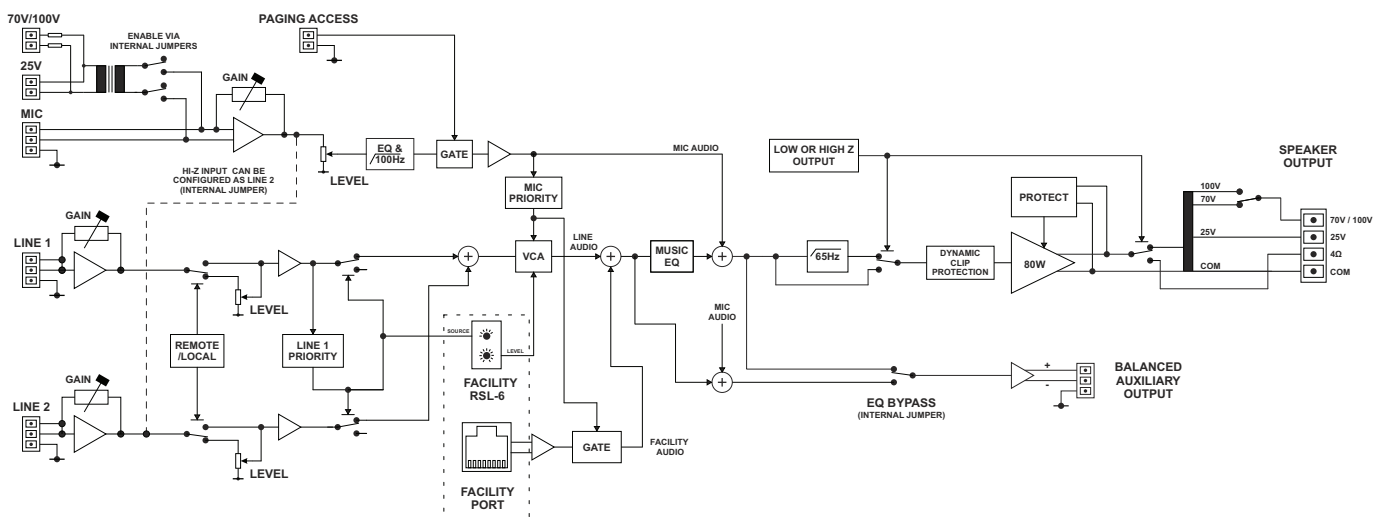 70V/100V
ENABLE VIA
INTERNAL JUMPERS
PAGING ACCESS
25V
GAIN
MIC
HI-Z INPUT CAN BE
CONFIGURED AS LINE 2
(INTERNAL JUMPER)
LEVEL
EQ &
100Hz
GATE
MIC
PRIORITY
MIC AUDIO
LOW OR HIGH Z
OUTPUT
SPEAKER
OUTPUT
PROTECT
100V
70V
70V / 100V
25V
25V
4Ω
COM
COM
GAIN
LINE 1
LEVEL
REMOTE
/LOCAL
LINE 1
PRIORITY
VCA
LINE
AUDIO
MUSIC
EQ
65Hz
DYNAMIC
CLIP
PROTECTION
80W
SOURCE
LEVEL
FACILITY
RSL-6
MIC
AUDIO
GAIN
LINE 2
LEVEL
GATE
FACILITY
AUDIO
FACILITY
PORT
EQ BYPASS
(INTERNAL JUMPER)
+
-
BALANCED
AUXILIARY
OUTPUT